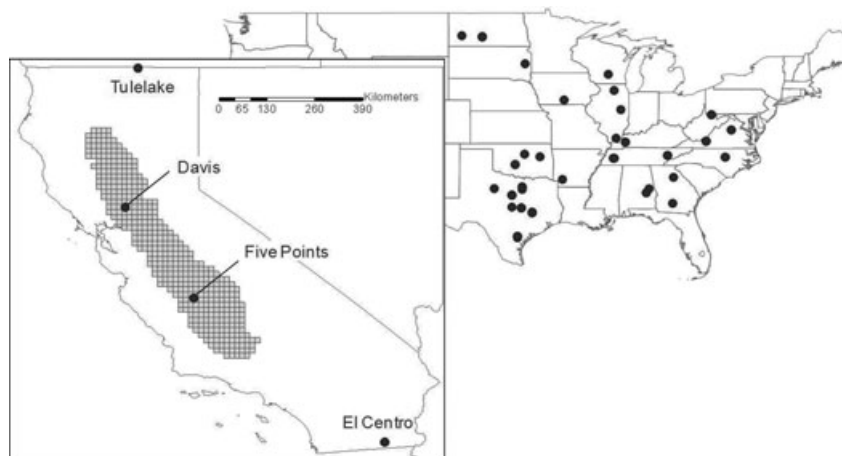 Tulelake
Kilometers
0 65 130 260 390
Davis
Five Points
El Centro